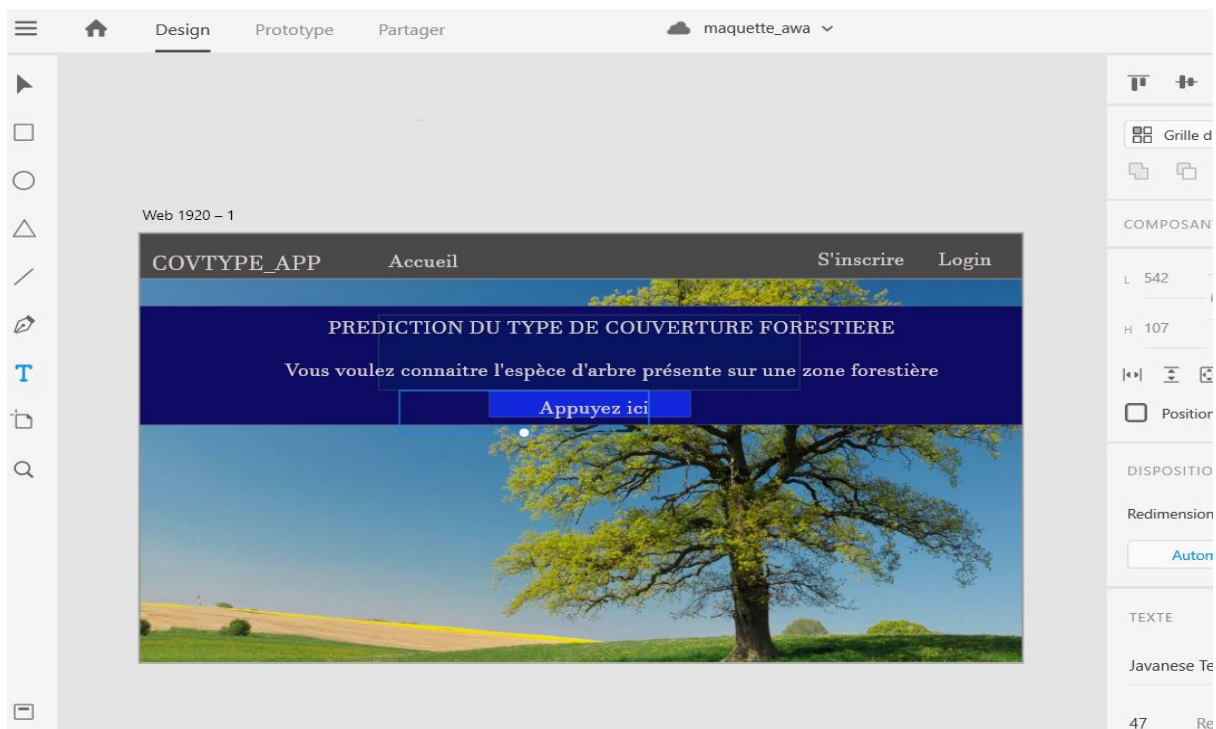 Design Prototype Partager maquette_awa
Grille d
Web 1920 – 1
COMPOSAN
COVTYPE_APP Accueil S'inscrire Login
L 542
PREDICTION DU TYPE DE COUVERTURE FORESTIERE
H 107
Vous voulez connaitre l'espèce d'arbre présente sur une zone forestière
Appuyez ici
Position
DISPOSITIO
Redimension
Autom
TEXTE
Javanese Te
47 Re
T